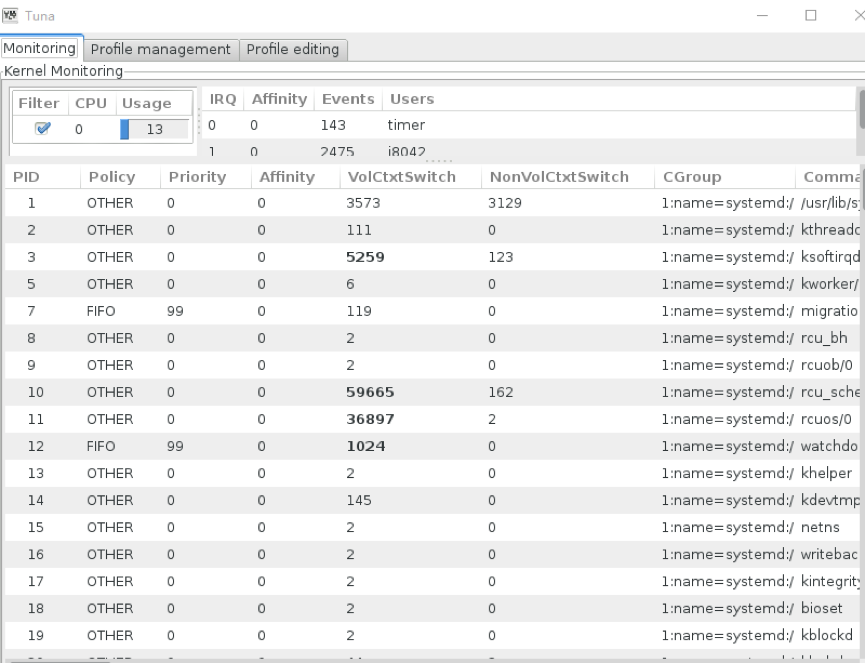 Tuna
Monitoring Profile management Profile editing
Kernel Monitoring
Filter CPU Usage
0 13
IRQ Affinity Events Users
0 0 143 timer
1 0 2475 i8042
PID Policy Priority Affinity VolCtxtSwitch NonVolCtxtSwitch CGroup Comma
1 OTHER 0 0 3573 3129 1:name=systemd:/ /usr/lib/s
2 OTHER 0 0 111 0 1:name=systemd:/ kthreadd
3 OTHER 0 0 5259 123 1:name=systemd:/ ksoftirqd
5 OTHER 0 0 6 0 1:name=systemd:/ kworker/
7 FIFO 99 0 119 0 1:name=systemd:/ migratio
8 OTHER 0 0 2 0 1:name=systemd:/ rcu_bh
9 OTHER 0 0 2 0 1:name=systemd:/ rcuob/0
10 OTHER 0 0 59665 162 1:name=systemd:/ rcu_sche
11 OTHER 0 0 36897 2 1:name=systemd:/ rcuos/0
12 FIFO 99 0 1024 0 1:name=systemd:/ watchdo
13 OTHER 0 0 2 0 1:name=systemd:/ khelper
14 OTHER 0 0 145 0 1:name=systemd:/ kdevtmp
15 OTHER 0 0 2 0 1:name=systemd:/ netns
16 OTHER 0 0 2 0 1:name=systemd:/ writebac
17 OTHER 0 0 2 0 1:name=systemd:/ kintegrity
18 OTHER 0 0 2 0 1:name=systemd:/ bioset
19 OTHER 0 0 2 0 1:name=systemd:/ kblockd